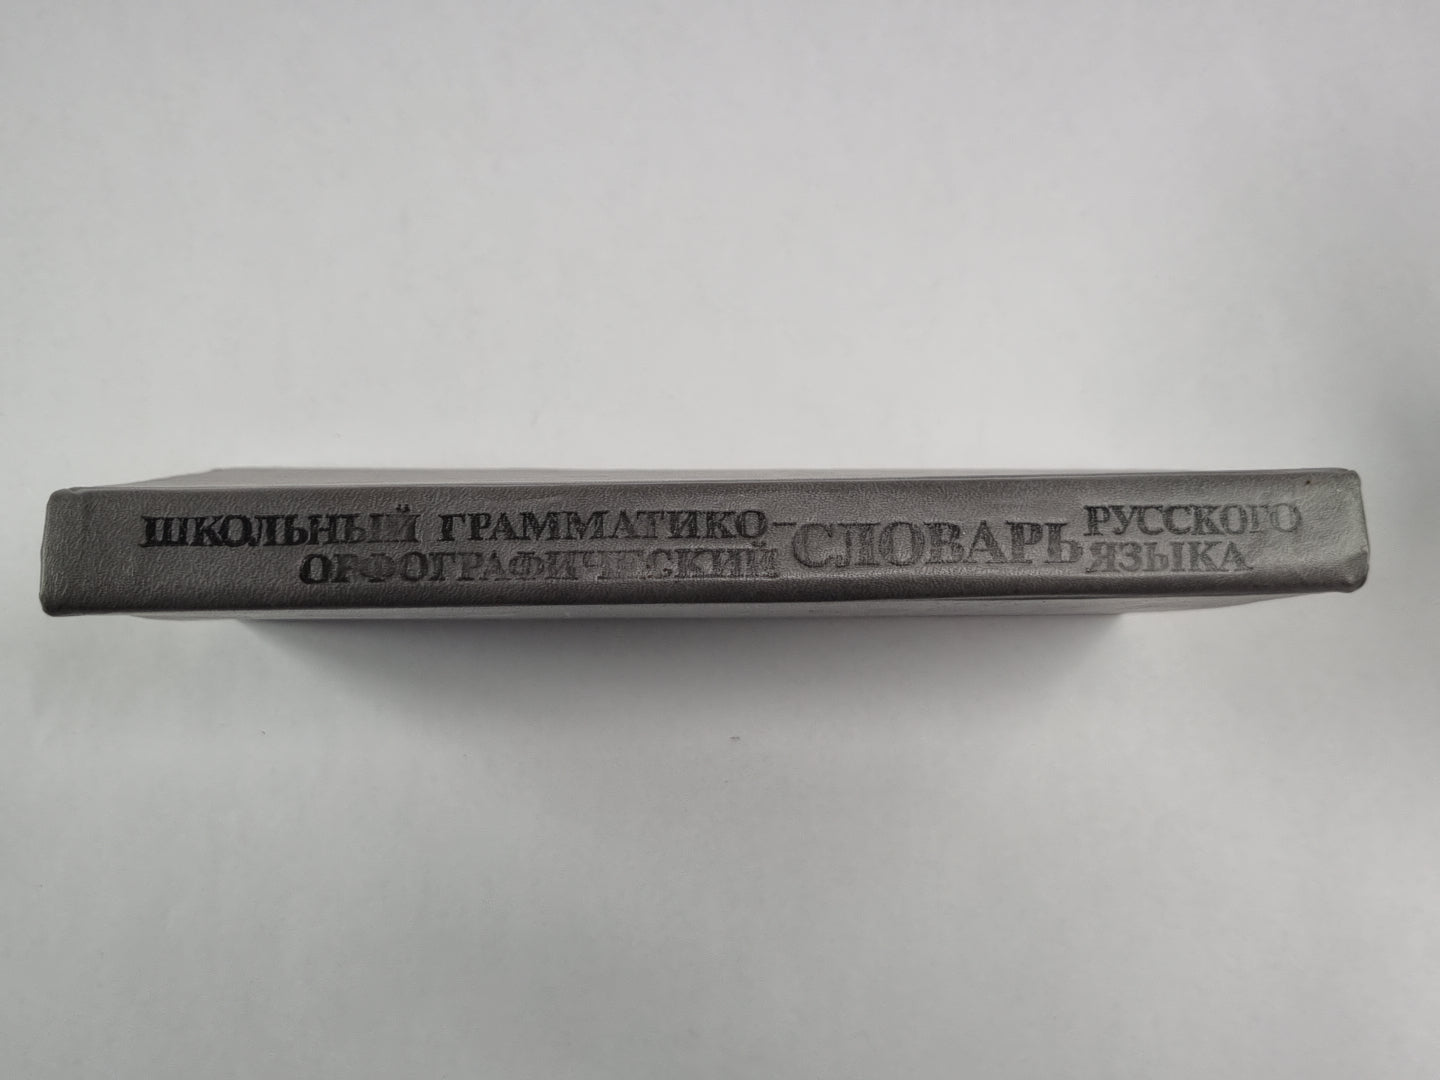 ШКОЛЬНЫЙ ГРАММАТИКО-
ОРФОГРАФИЧЕСКИЙ
СЛОВАРЬ
РУССКОГО
ЯЗЫКА